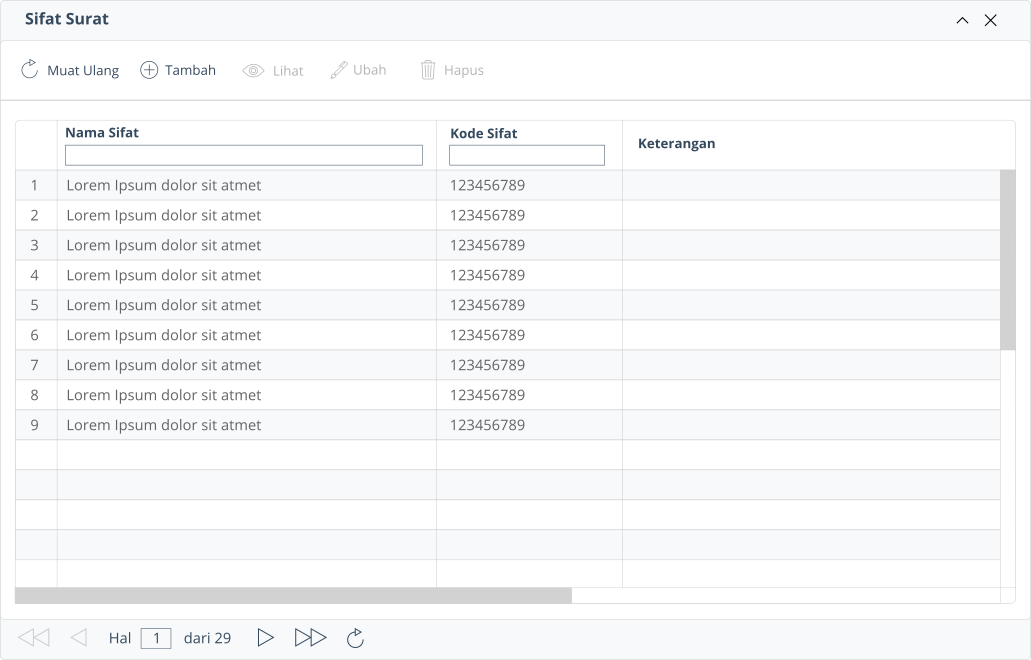 Sifat Surat
Muat Ulang Tambah Lihat Ubah Hapus
Nama Sifat Kode Sifat Keterangan
1 Lorem Ipsum dolor sit atmet 123456789
2 Lorem Ipsum dolor sit atmet 123456789
3 Lorem Ipsum dolor sit atmet 123456789
4 Lorem Ipsum dolor sit atmet 123456789
5 Lorem Ipsum dolor sit atmet 123456789
6 Lorem Ipsum dolor sit atmet 123456789
7 Lorem Ipsum dolor sit atmet 123456789
8 Lorem Ipsum dolor sit atmet 123456789
9 Lorem Ipsum dolor sit atmet 123456789
Hal 1 dari 29